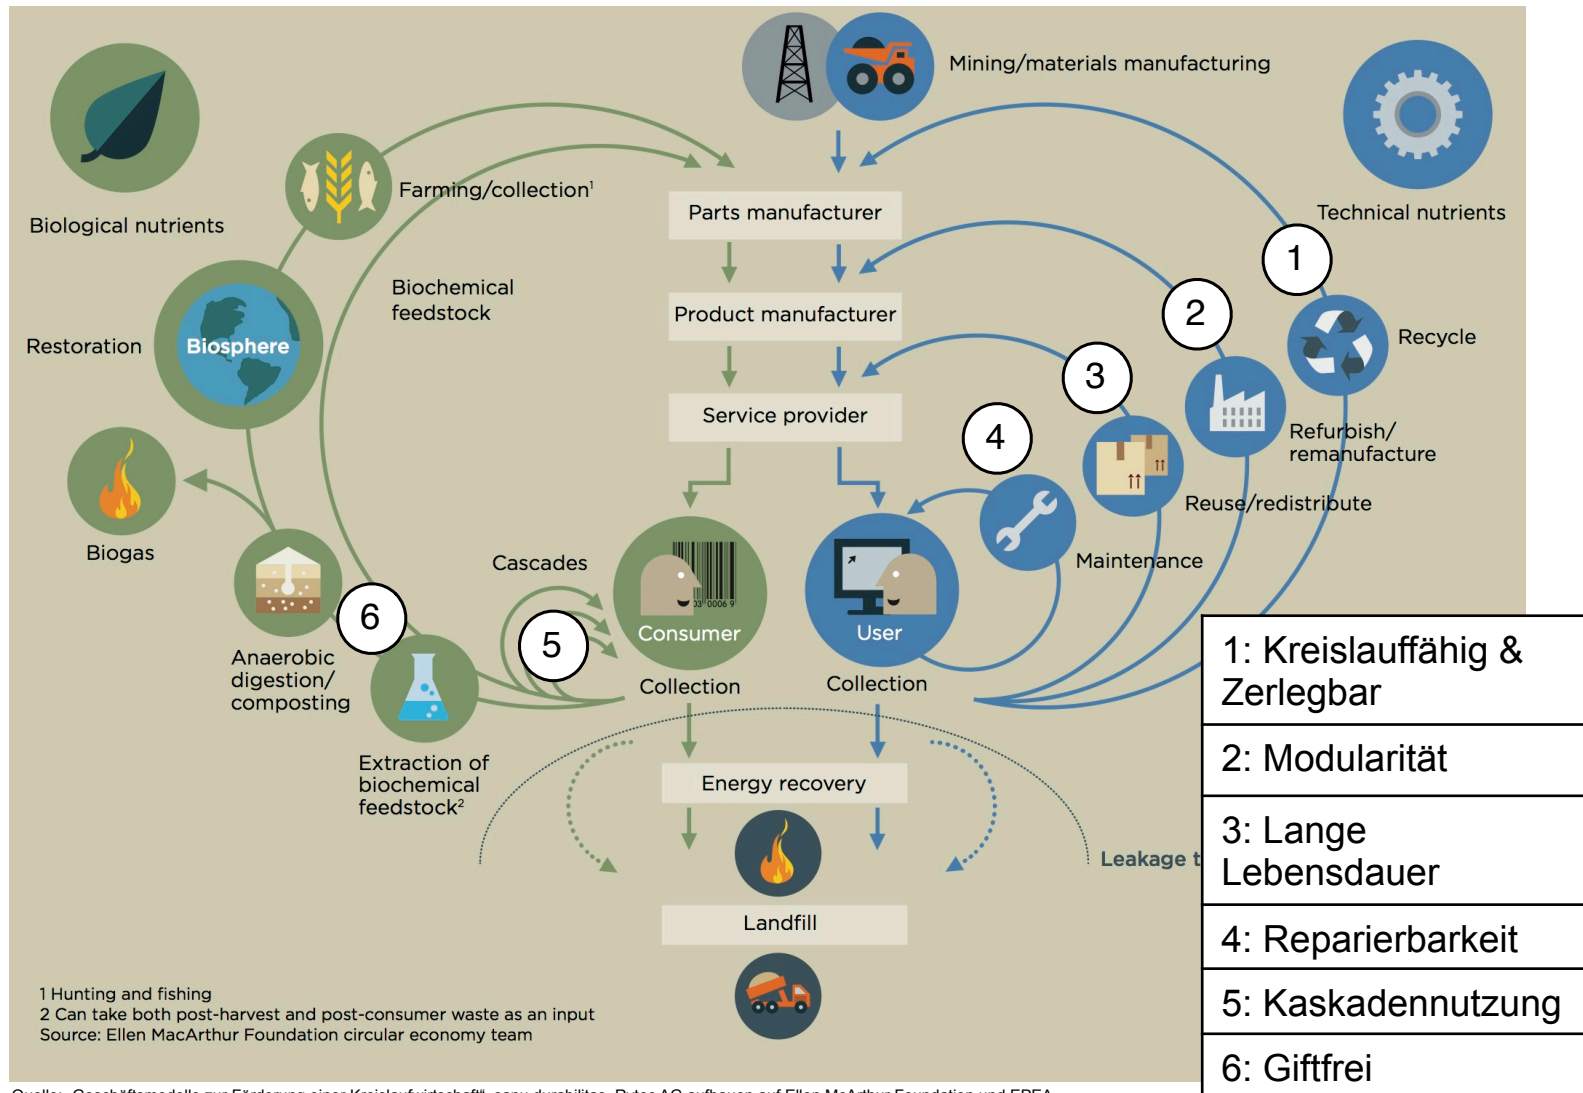 Mining/materials manufacturing
Biological nutrients
Farming/collection¹
Parts manufacturer
Technical nutrients
1
Biochemical
feedstock
2
Product manufacturer
Restoration
Biosphere
Recycle
3
Service provider
4
Refurbish/
remanufacture
Reuse/redistribute
Biogas
Cascades
Maintenance
03 0006 9
6
5
Consumer
User
Anaerobic
digestion/
composting
Collection
Collection
Extraction of
biochemical
feedstock²
Energy recovery
Leakage t
Landfill
1: Kreislauffähig &
Zerlegbar
2: Modularität
3: Lange
Lebensdauer
4: Reparierbarkeit
5: Kaskadennutzung
6: Giftfrei
1 Hunting and fishing
2 Can take both post-harvest and post-consumer waste as an input
Source: Ellen MacArthur Foundation circular economy team